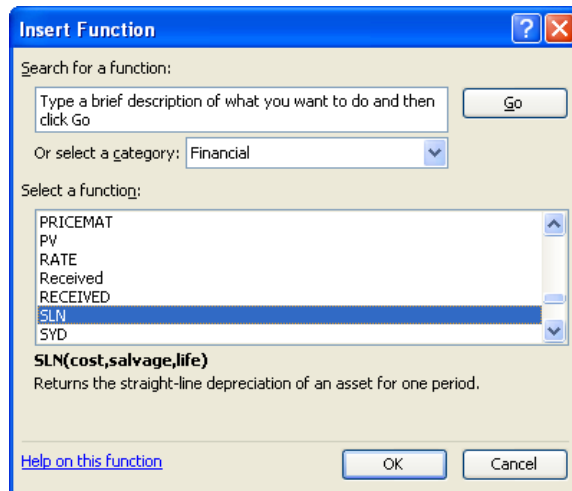 Insert Function
Search for a function:
Type a brief description of what you want to do and then
click Go
Go
Or select a category: Financial
Select a function:
PRICEMAT
PV
RATE
Received
RECEIVED
SLN
SYD
SLN(cost,salvage,life)
Returns the straight-line depreciation of an asset for one period.
Help on this function
OK
Cancel